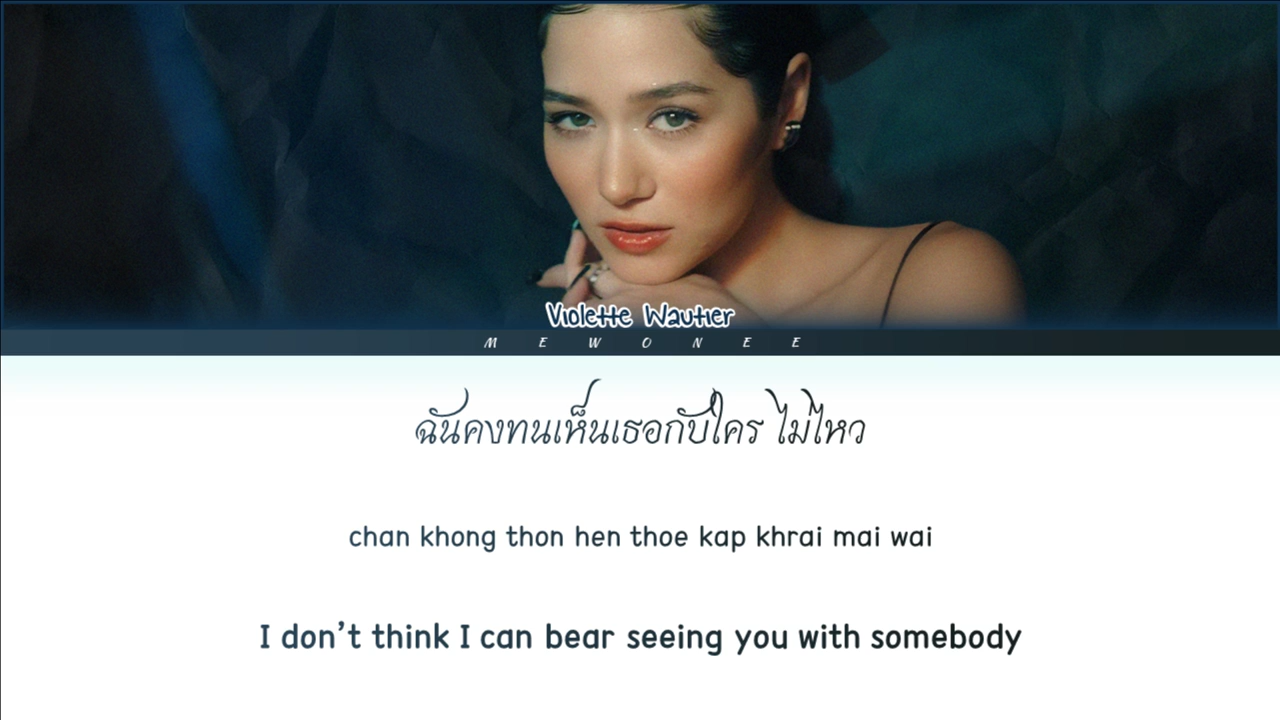 Violette Wautier
MEWONEE
ฉันคงทนเห็นเธอกับใคร ไม่ไหว
chan khong thon hen thoe kap khrai mai wai
I don't think I can bear seeing you with somebody